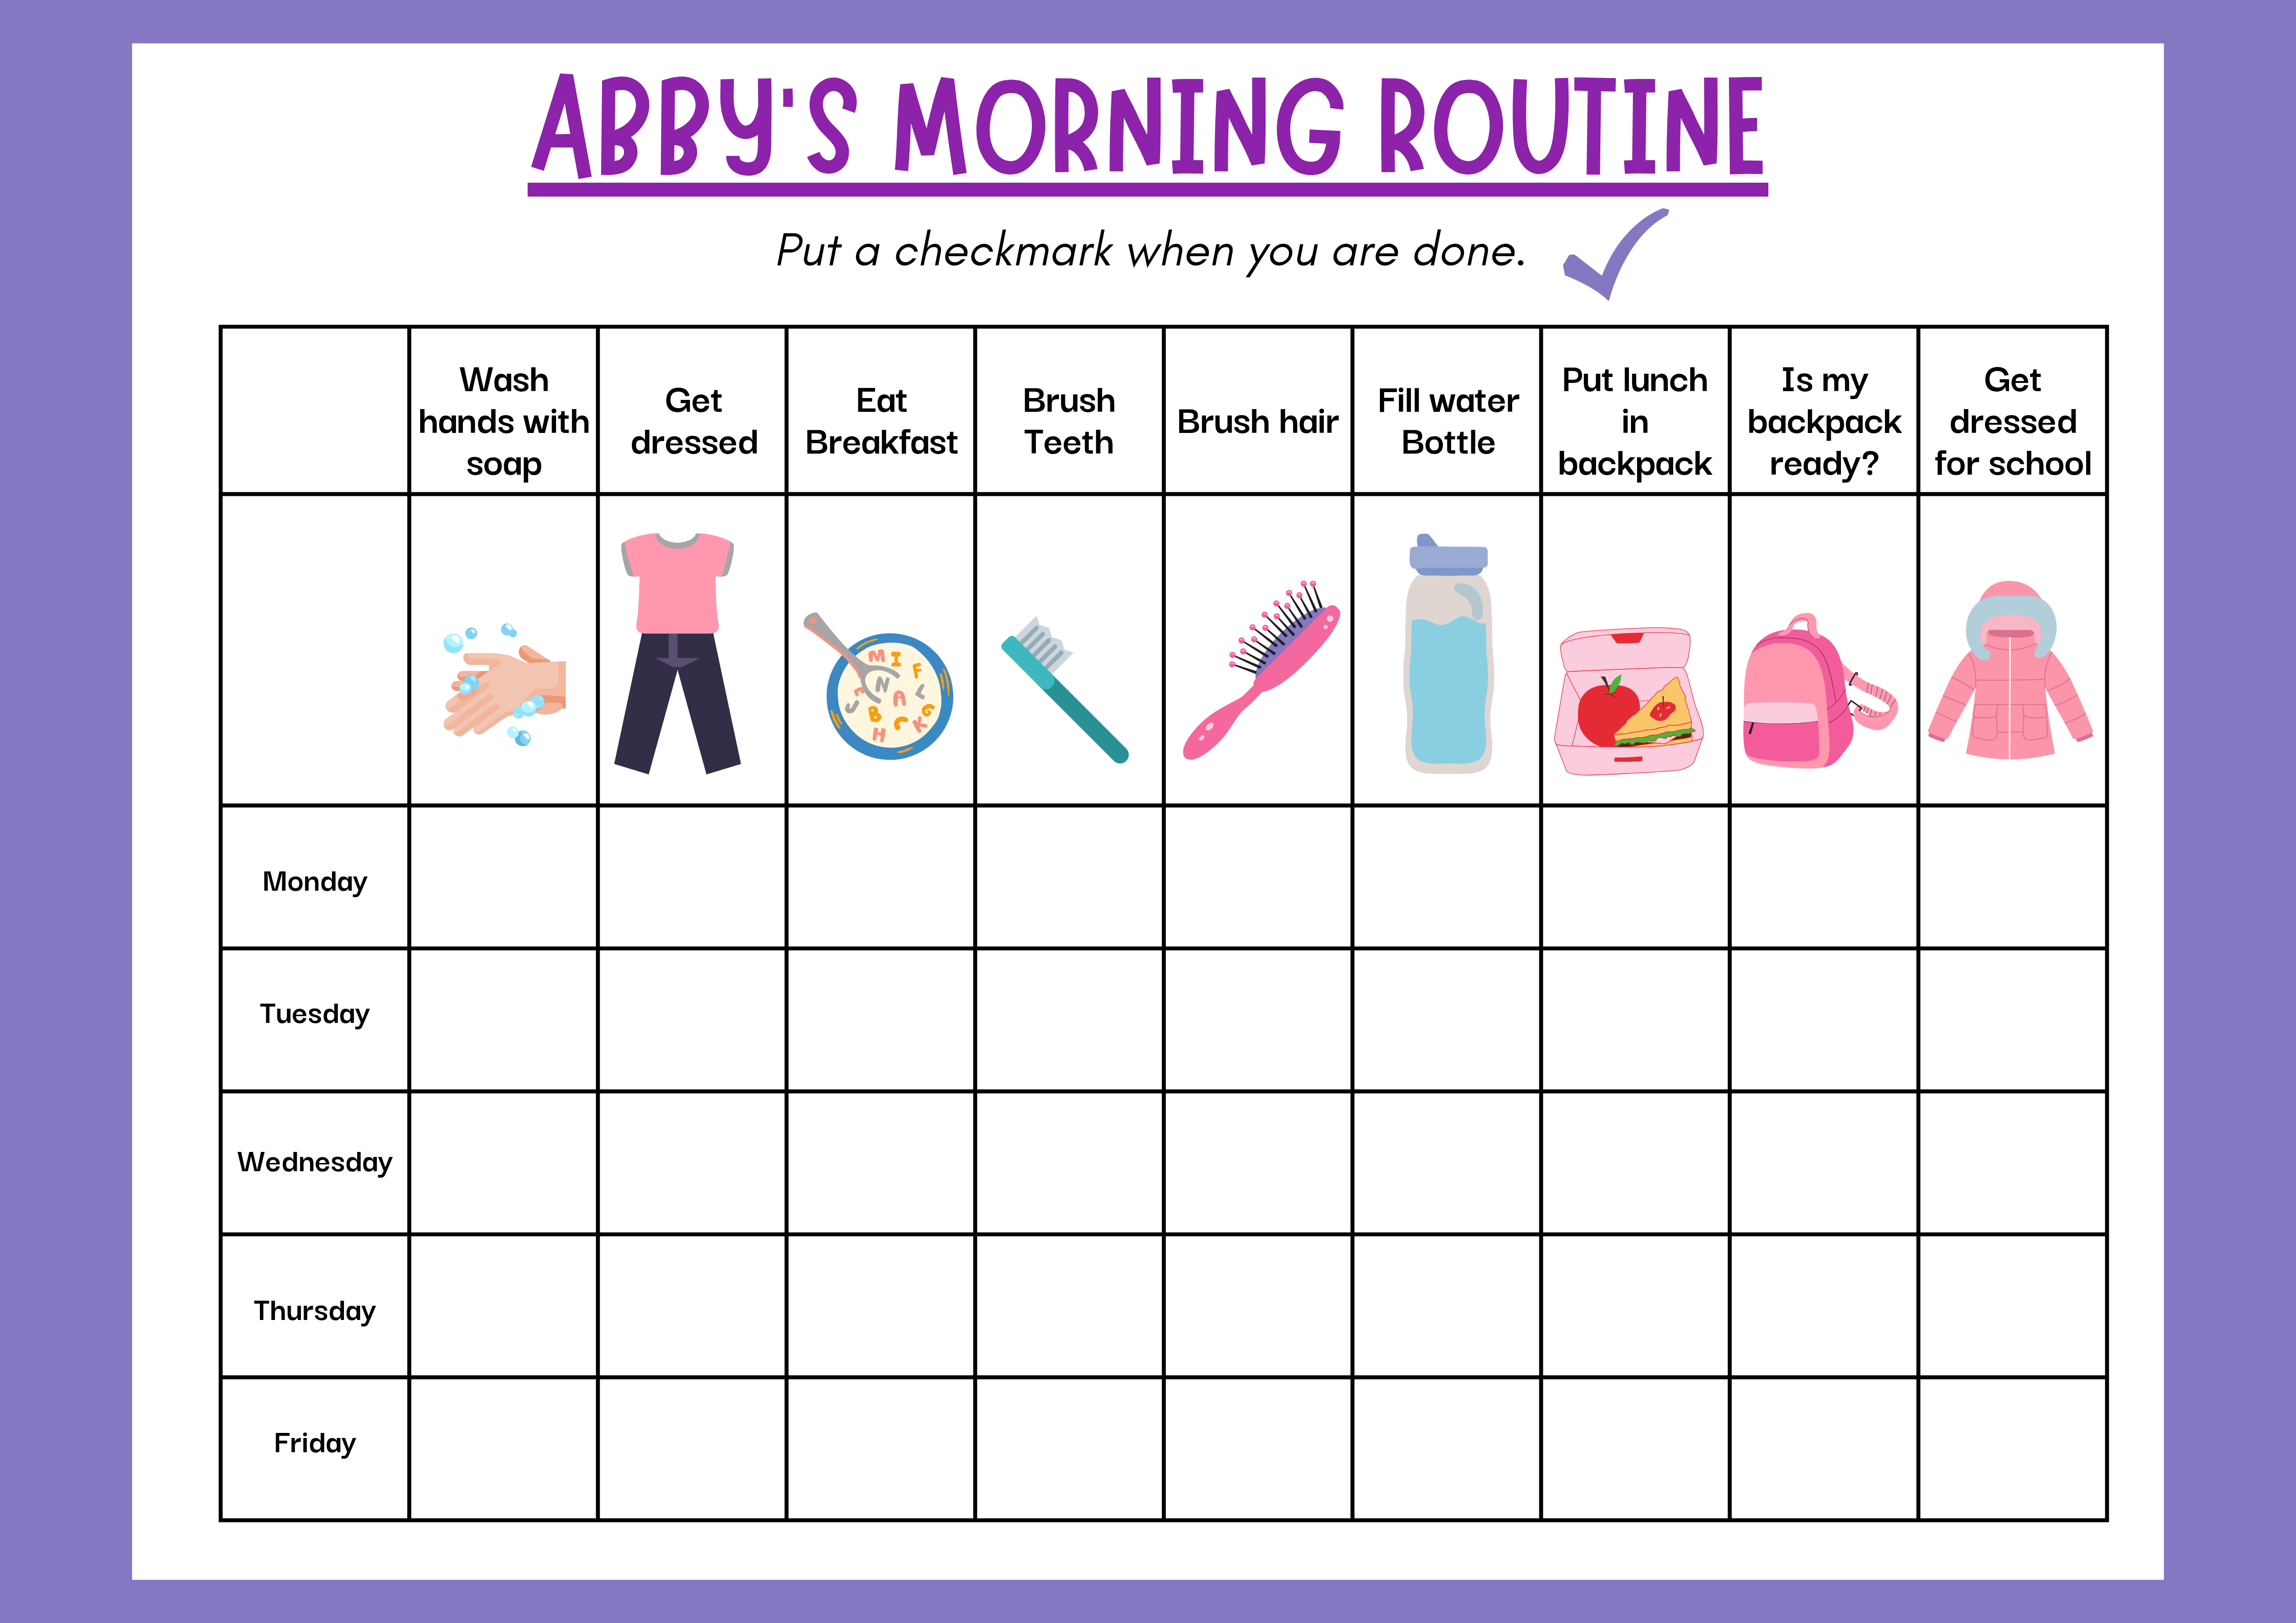 ABBY'S MORNING ROUTINE
Put a checkmark when you are done.
Wash
hands with
soap
Get
dressed
Eat
Breakfast
Brush
Teeth
Brush hair
Fill water
Bottle
Put lunch
in
backpack
Is my
backpack
ready?
Get
dressed
for school
M I F
N L
J A G
B C K
H
Monday
Tuesday
Wednesday
Thursday
Friday